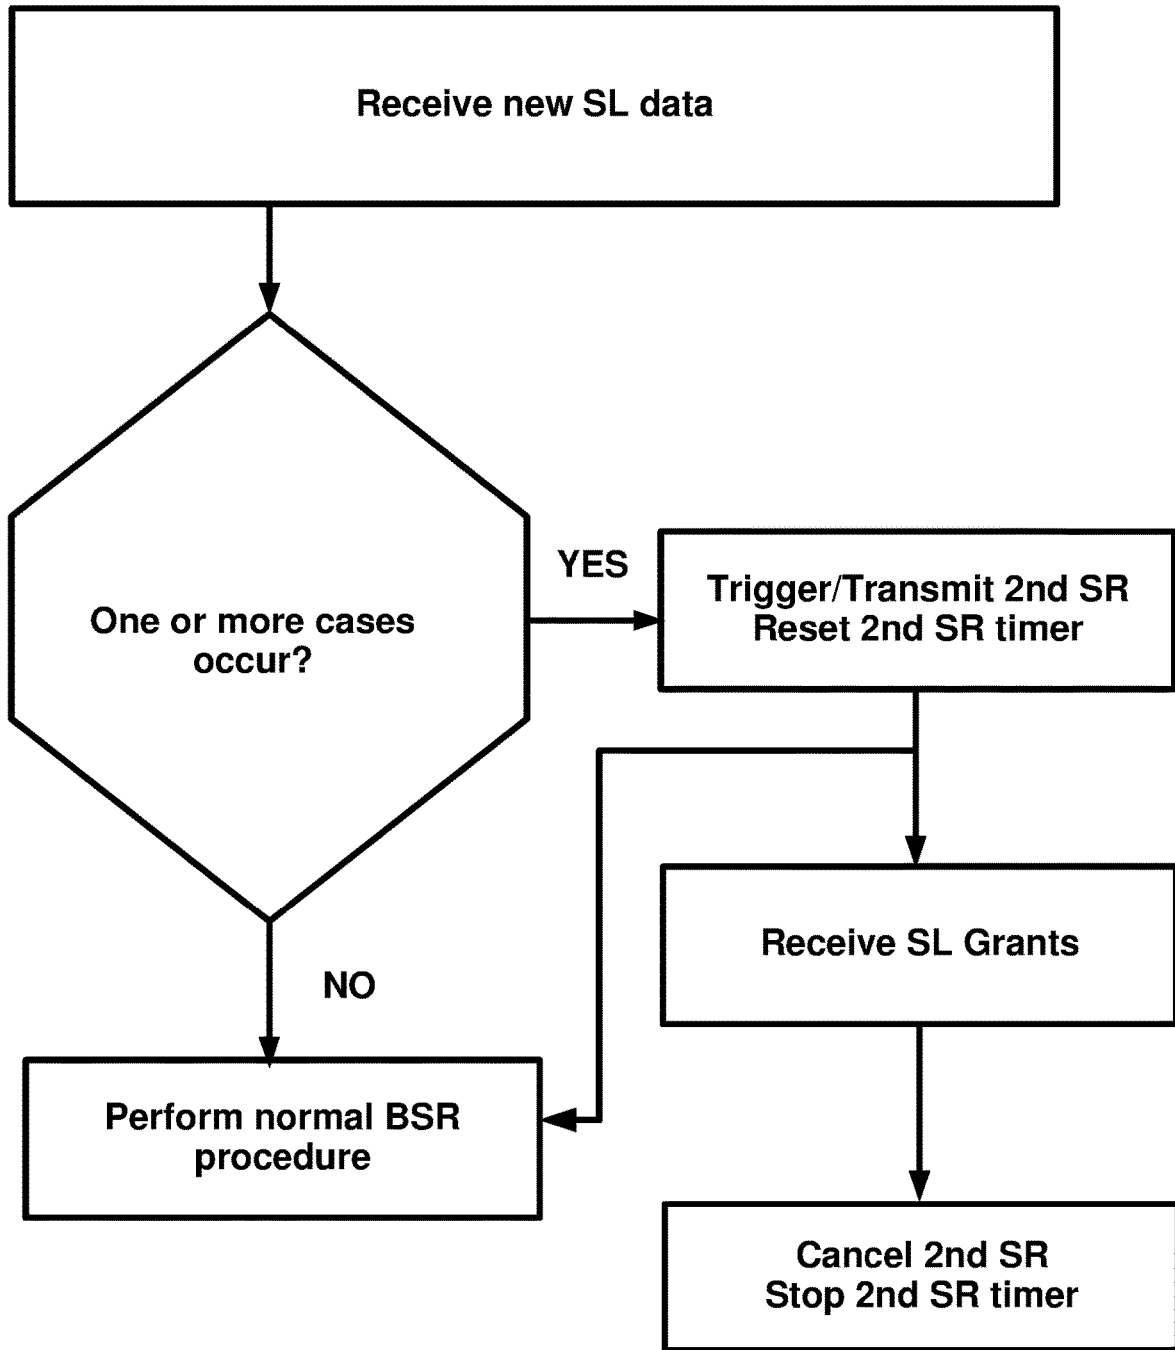 Receive new SL data
YES
Trigger/Transmit 2nd SR
Reset 2nd SR timer
One or more cases
occur?
Receive SL Grants
NO
Perform normal BSR
procedure
Cancel 2nd SR
Stop 2nd SR timer